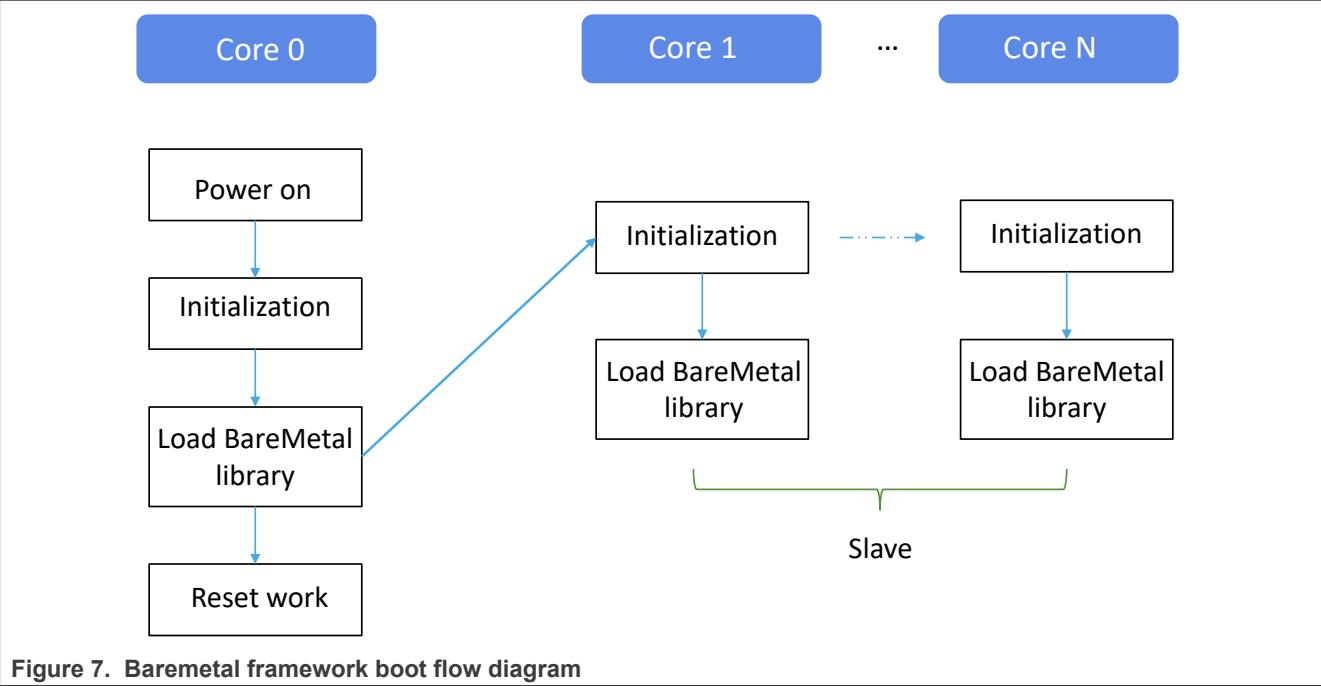 Core 0
Core 1
...
Core N
Power on
Initialization
Load BareMetal
library
Reset work
Initialization
Load BareMetal
library
Initialization
Load BareMetal
library
Slave
Figure 7. Baremetal framework boot flow diagram